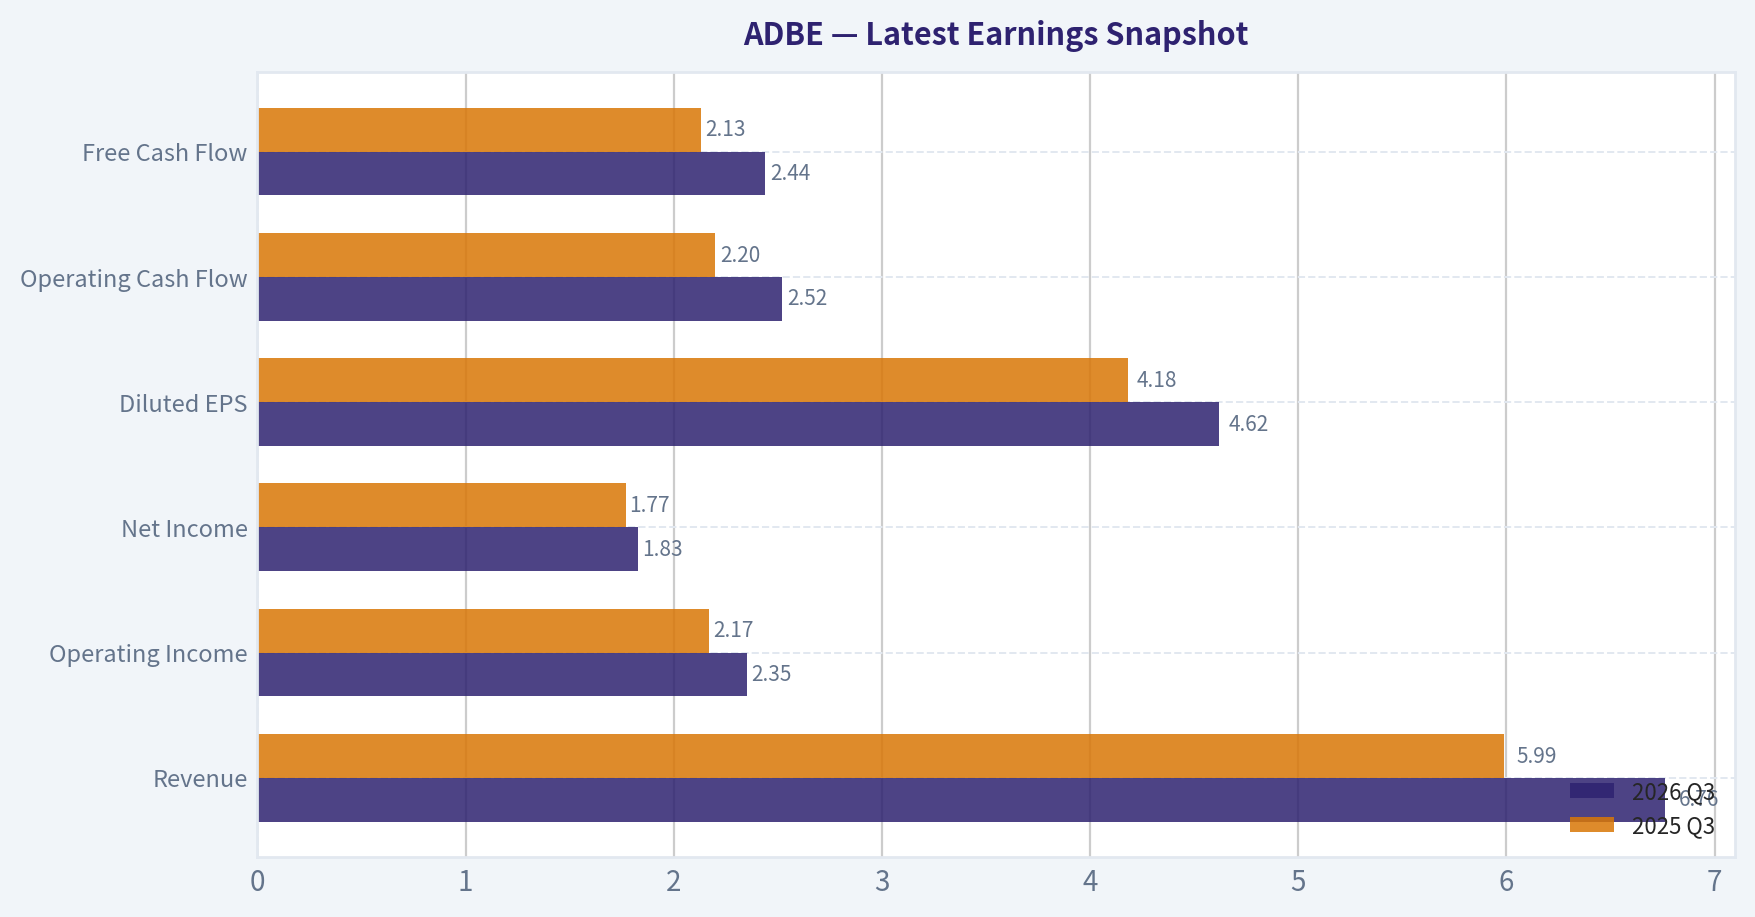 ADBE — Latest Earnings Snapshot
Free Cash Flow
2.13
2.44
Operating Cash Flow
2.20
2.52
Diluted EPS
4.18
4.62
Net Income
1.77
1.83
Operating Income
2.17
2.35
Revenue
5.99
6.76
2026 Q3
2025 Q3
0 1 2 3 4 5 6 7